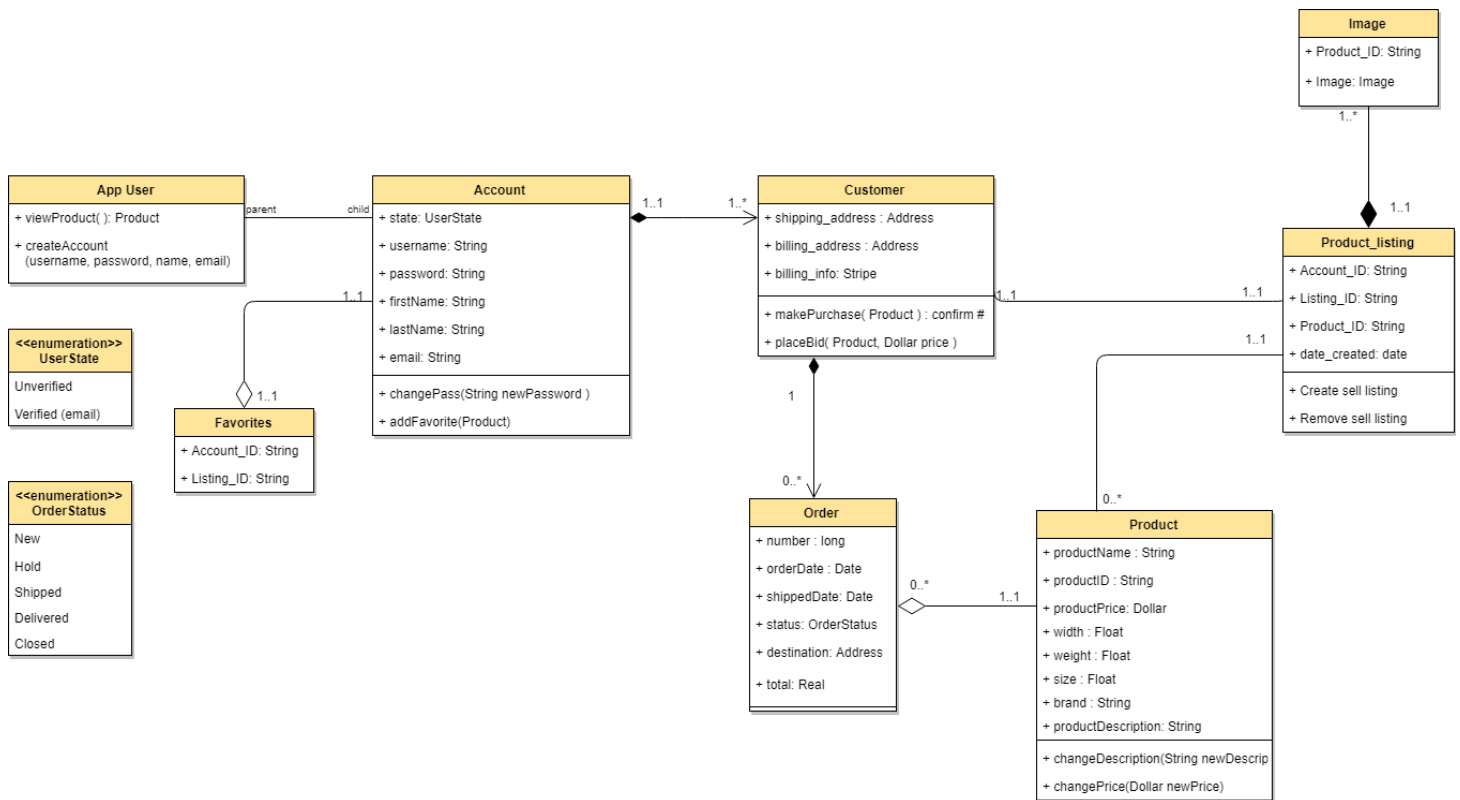 Image
+ Product_ID: String
+ Image: Image
1..*
1..1
App User
+ viewProduct( ): Product
+ createAccount
(username, password, name, email)
parent
child
Account
+ state: UserState
+ username: String
+ password: String
+ firstName: String
+ lastName: String
+ email: String
+ changePass(String newPassword )
+ addFavorite(Product)
1..1
1..*
Customer
+ shipping_address : Address
+ billing_address : Address
+ billing_info: Stripe
+ makePurchase( Product ) : confirm #
+ placeBid( Product, Dollar price )
1..1
1..1
Product_listing
+ Account_ID: String
+ Listing_ID: String
+ Product_ID: String
+ date_created: date
+ Create sell listing
+ Remove sell listing
1..1
0..*
1..1
1..1
<<enumeration>>
UserState
Unverified
Verified (email)
Favorites
+ Account_ID: String
+ Listing_ID: String
1
0..*
<<enumeration>>
OrderStatus
New
Hold
Shipped
Delivered
Closed
Order
+ number : long
+ orderDate : Date
+ shippedDate: Date
+ status: OrderStatus
+ destination: Address
+ total: Real
0..*
1..1
Product
+ productName : String
+ productID : String
+ productPrice: Dollar
+ width : Float
+ weight : Float
+ size : Float
+ brand : String
+ productDescription: String
+ changeDescription(String newDescrip
+ changePrice(Dollar newPrice)